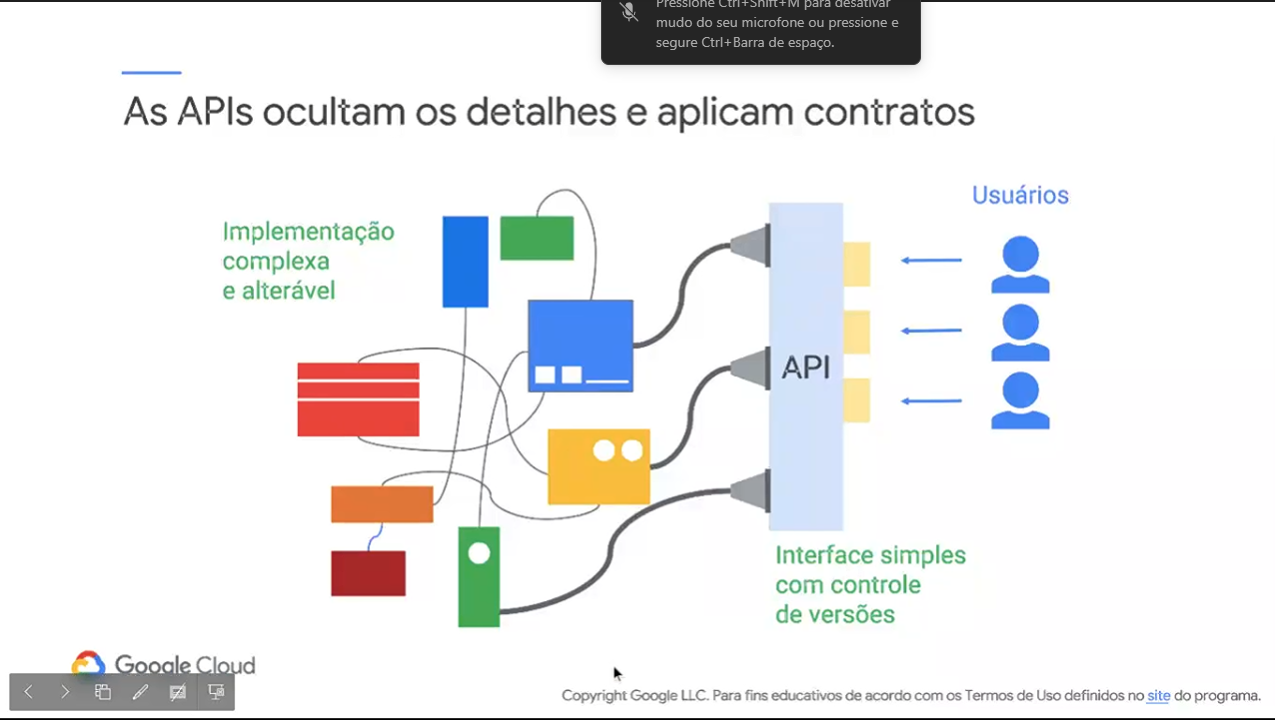 Pressione Ctrl+Shift+M para desativar
mudo do seu microfone ou pressione e
segure Ctrl+Barra de espaço.
As APIs ocultam os detalhes e aplicam contratos
Implementação
complexa
e alterável
Usuários
API
Interface simples
com controle
de versões
Google Cloud
Copyright Google LLC. Para fins educativos de acordo com os Termos de Uso definidos no site do programa.